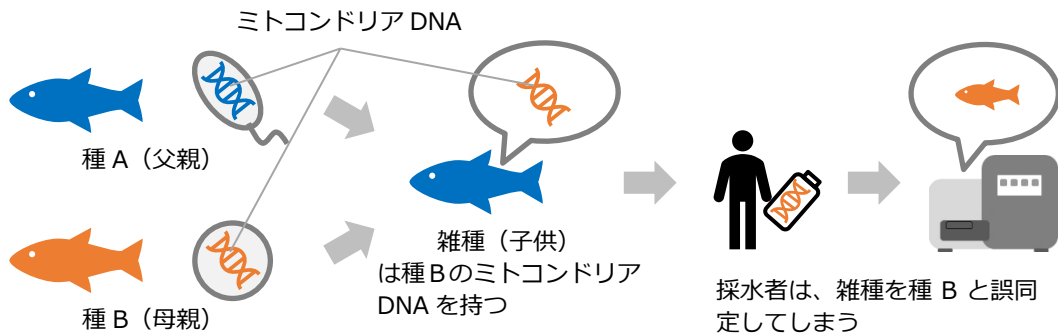 ミトコンドリア DNA
種 A（父親）
種 B（母親）
雑種（子供）
は種Bのミトコンドリア
DNA を持つ
採水者は、雑種を種 B と誤同
定してしまう